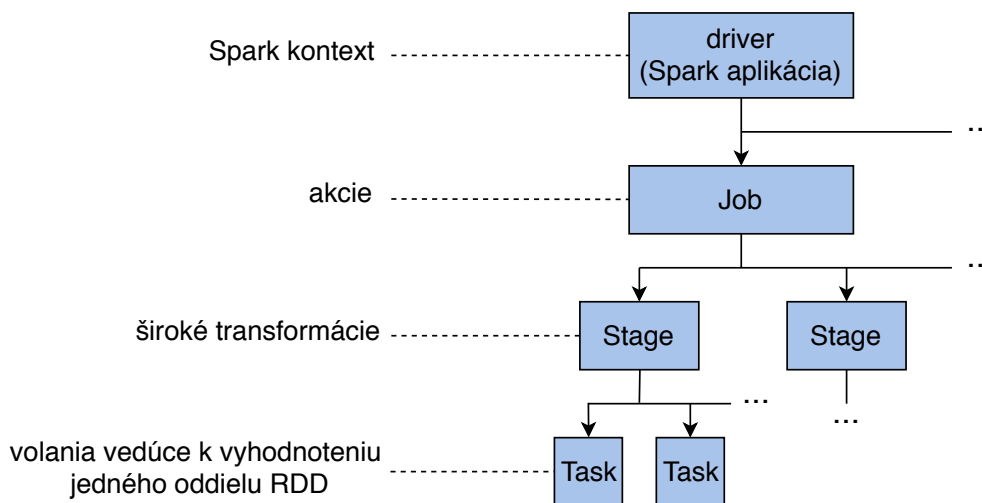 Spark kontext
driver
(Spark aplikácia)
...
akcie
Job
...
široké transformácie
Stage
Stage
...
...
volania vedúce k vyhodnoteniu
jedného oddielu RDD
Task
Task